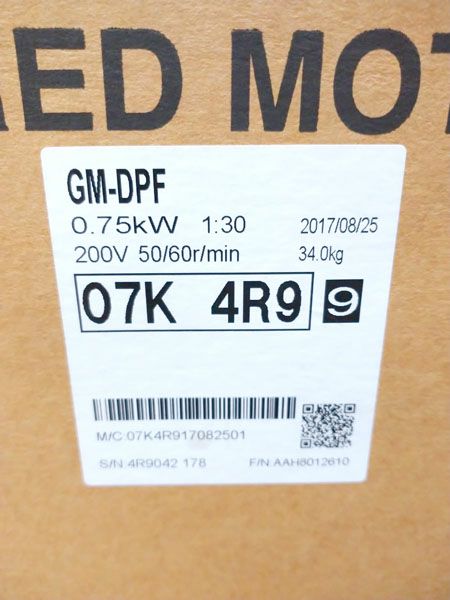 RED MOT
GM-DPF
0.75kW 1:30 2017/08/25
200V 50/60r/min 34.0kg
07K 4R9 9
M/C:07K4R917082501
S/N 4R9042 178 F/N AAH8012610